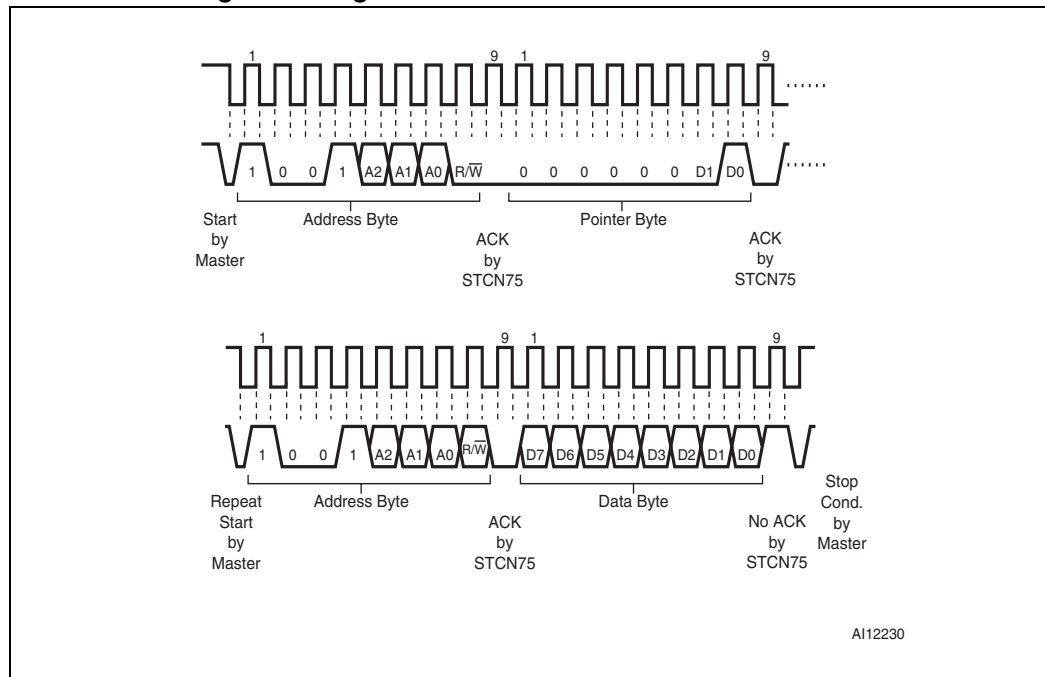 1 9 1 9
1 0 0 1 A2 A1 A0 R/W 0 0 0 0 0 0 D1 D0
Start
by
Master
Address Byte
ACK
by
STCN75
Pointer Byte
ACK
by
STCN75
1 9 1 9
1 0 0 1 A2 A1 A0 R/W D7 D6 D5 D4 D3 D2 D1 D0
Repeat
Start
by
Master
Address Byte
ACK
by
STCN75
Data Byte
No ACK
by
STCN75
Stop
Cond.
by
Master
AI12230